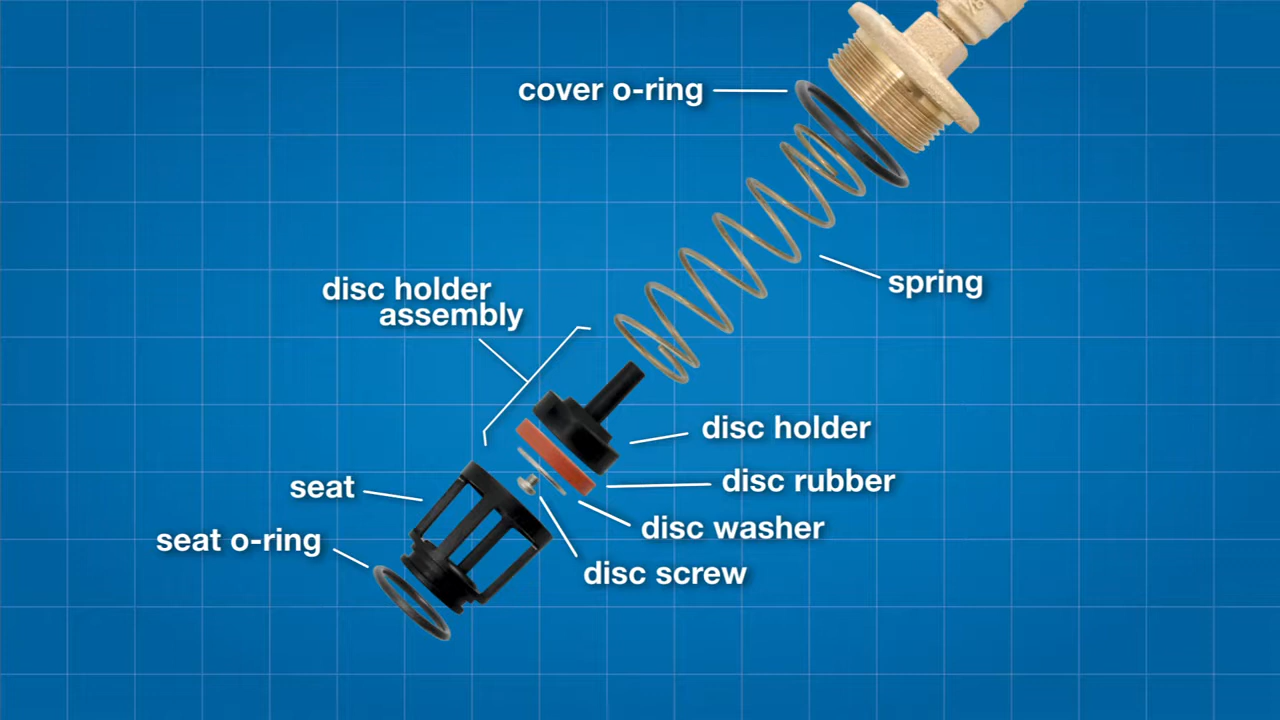 cover o-ring
spring
disc holder
assembly
disc holder
disc rubber
seat
disc washer
seat o-ring
disc screw